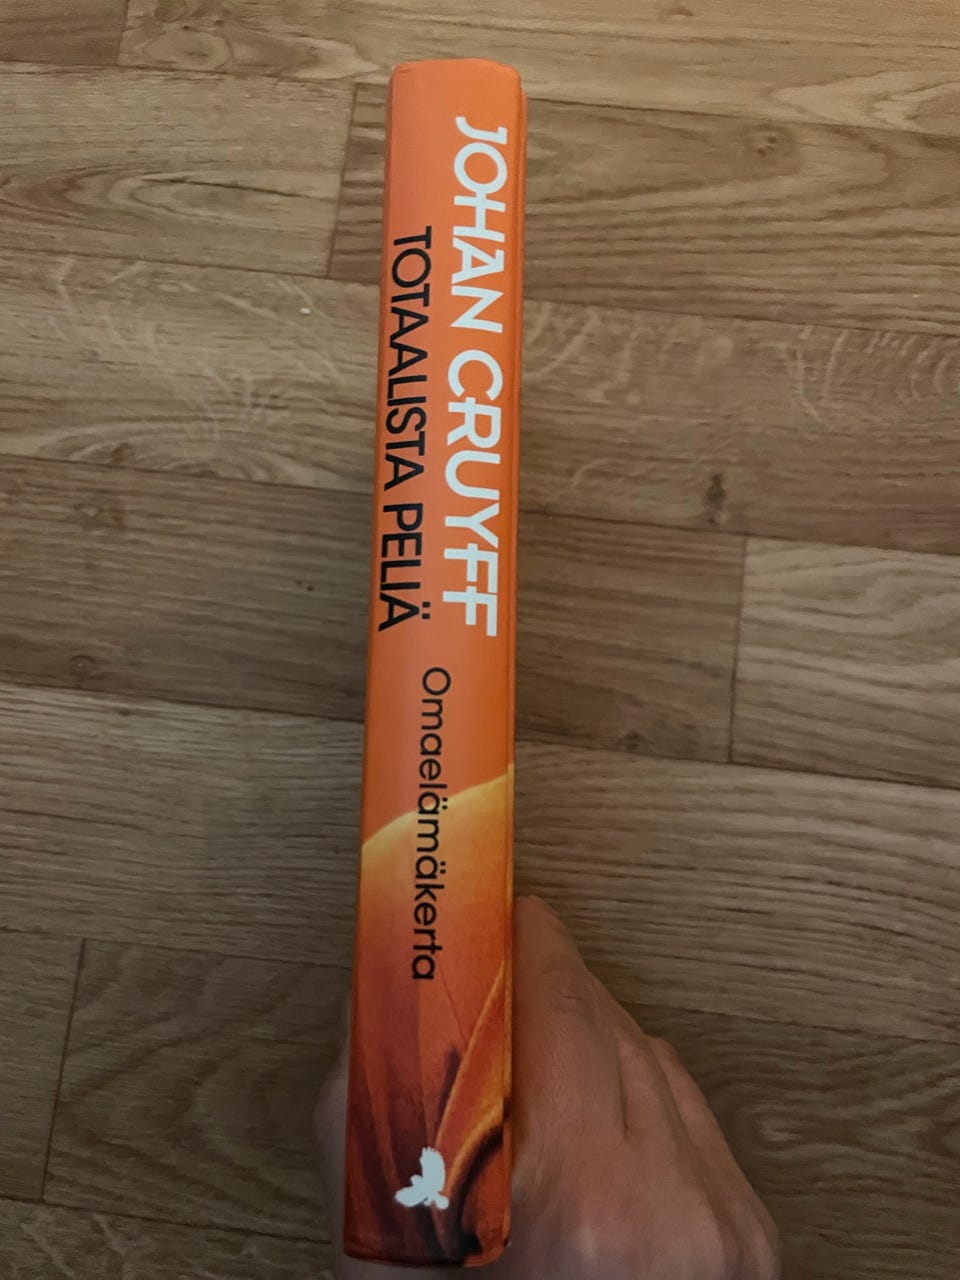 JOHAN CRUYFF
TOTAALISTA PELIÄ
Omaelämäkerta